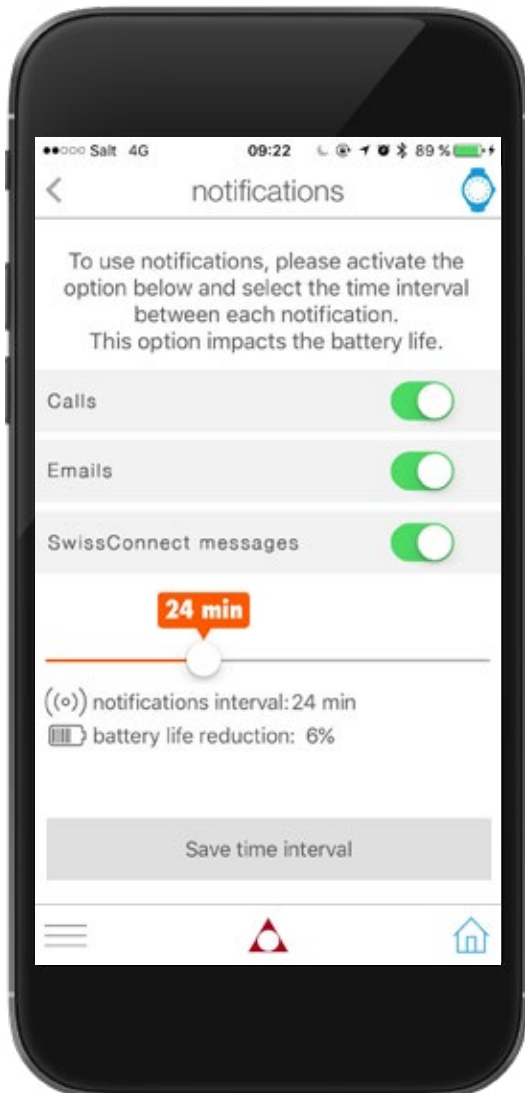 Salt 4G 09:22 89 %
notifications
To use notifications, please activate the
option below and select the time interval
between each notification.
This option impacts the battery life.
Calls
Emails
SwissConnect messages
24 min
notifications interval: 24 min
battery life reduction: 6%
Save time interval